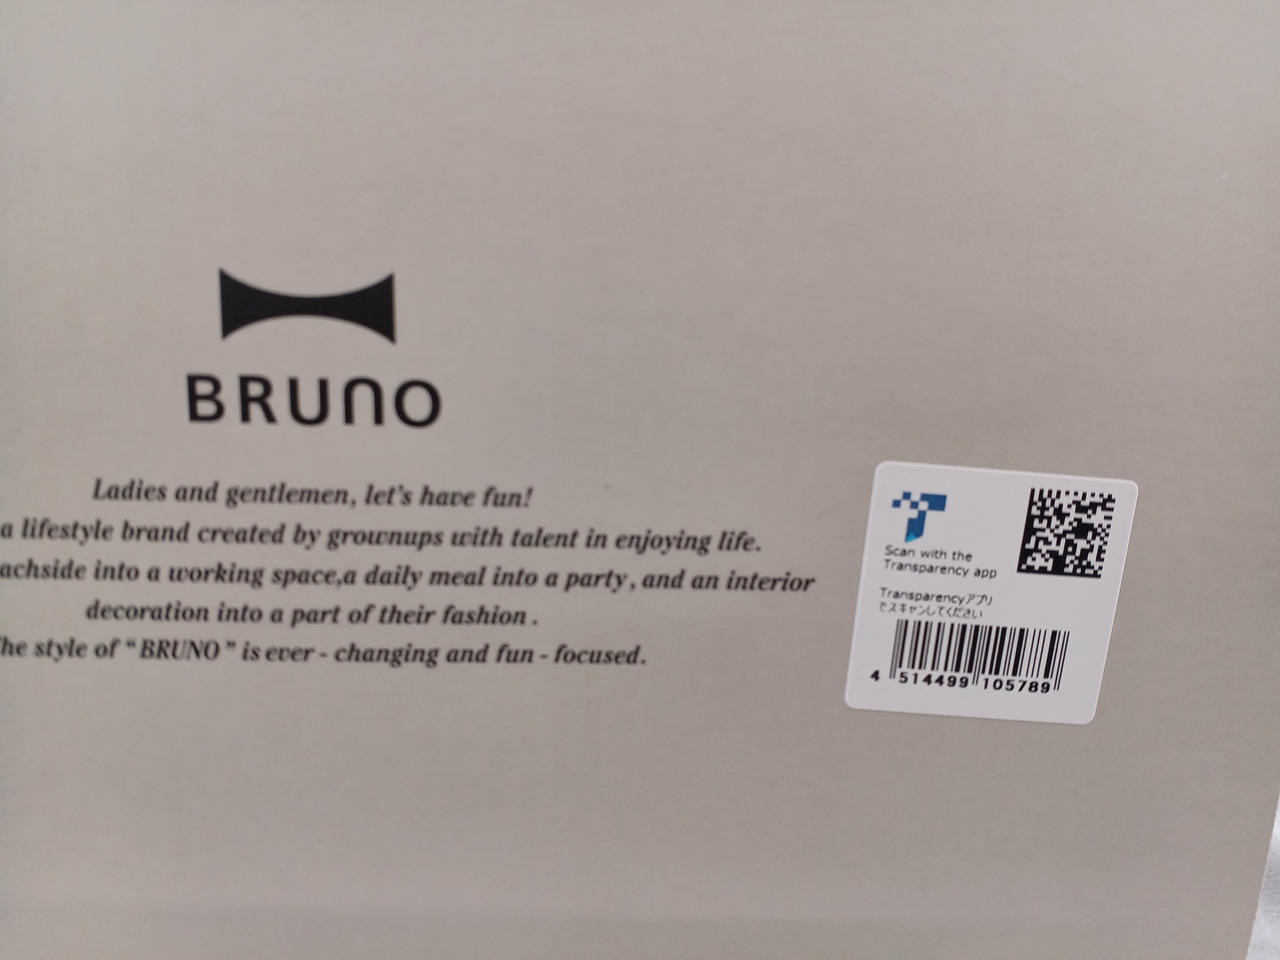 BRUNO
Ladies and gentlemen, let's have fun!
a lifestyle brand created by grownups with talent in enjoying life.
achside into a working space,a daily meal into a party, and an interior
decoration into a part of their fashion .
he style of “BRUNO” is ever - changing and fun - focused.
Scan with the
Transparency app
Transparencyアプリ
でスキャンしてください
4 514499 105789